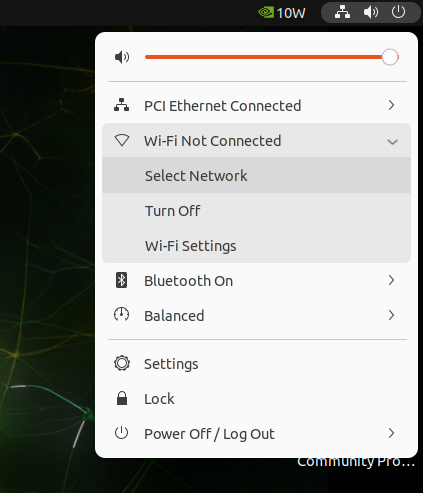 10W
PCI Ethernet Connected
Wi-Fi Not Connected
Select Network
Turn Off
Wi-Fi Settings
Bluetooth On
Balanced
Settings
Lock
Power Off / Log Out
Community Pro...